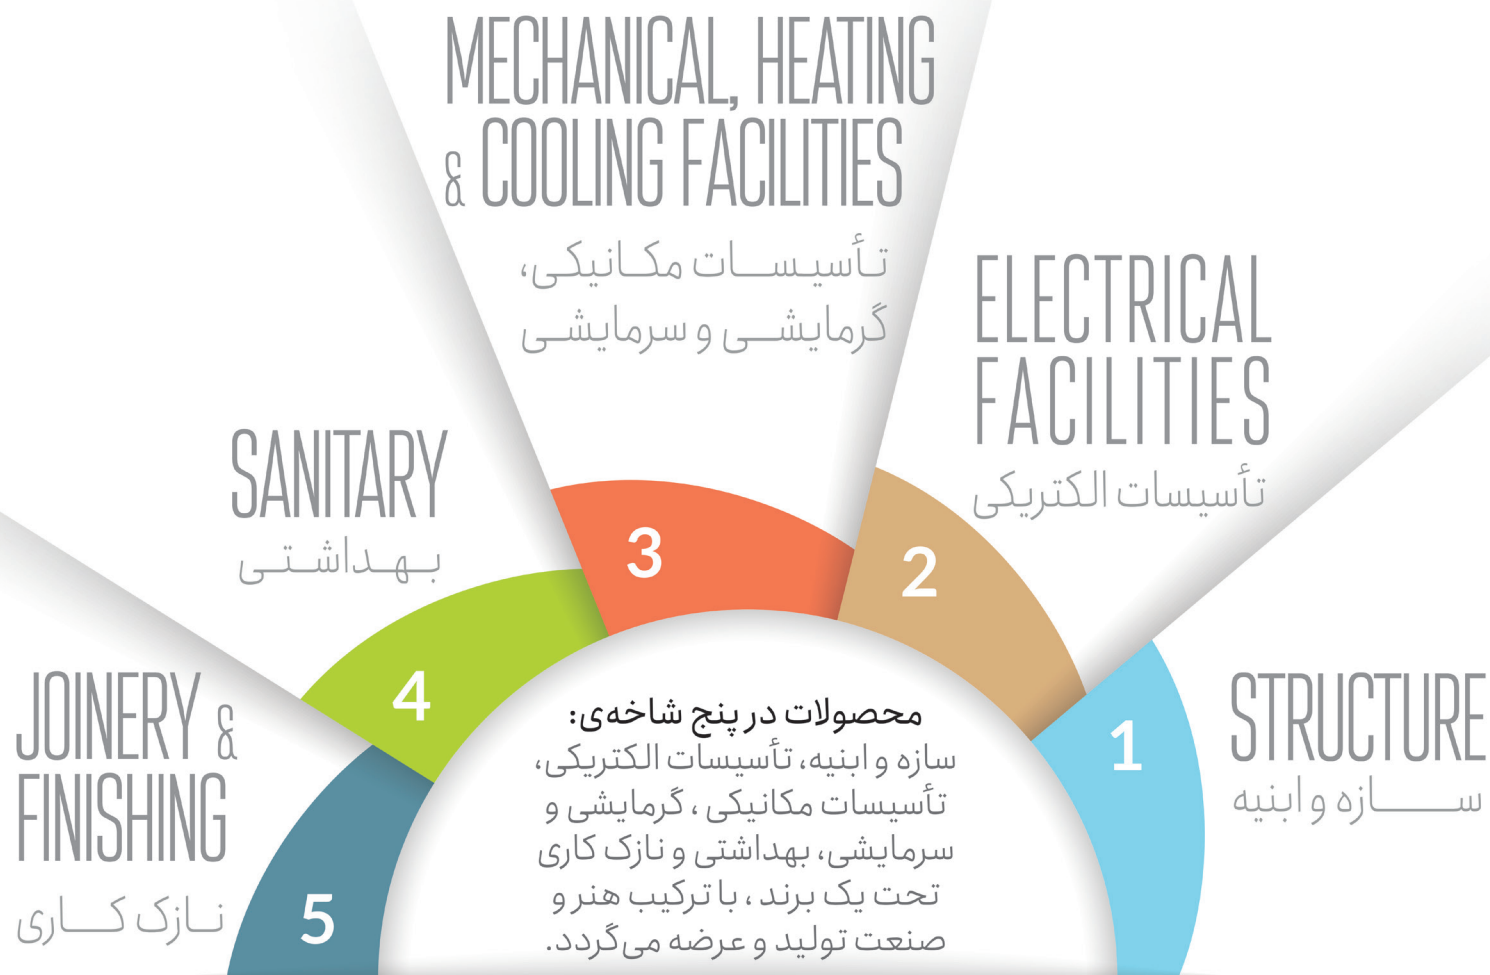 MECHANICAL, HEATING
& COOLING FACILITIES
تأسیسات مکانیکی،
گرمایشی و سرمایشی
ELECTRICAL
FACILITIES
تأسیسات الکتریکی
SANITARY
بهداشتی
JOINERY &
FINISHING
نازک کاری
STRUCTURE
سازه و ابنیه
3
2
4
1
5
محصولات در پنج شاخه‌ی:
سازه و ابنیه، تأسیسات الکتریکی،
تأسیسات مکانیکی ، گرمایشی و
سرمایشی، بهداشتی و نازک کاری
تحت یک برند ، با ترکیب هنر و
صنعت تولید و عرضه می‌گردد.